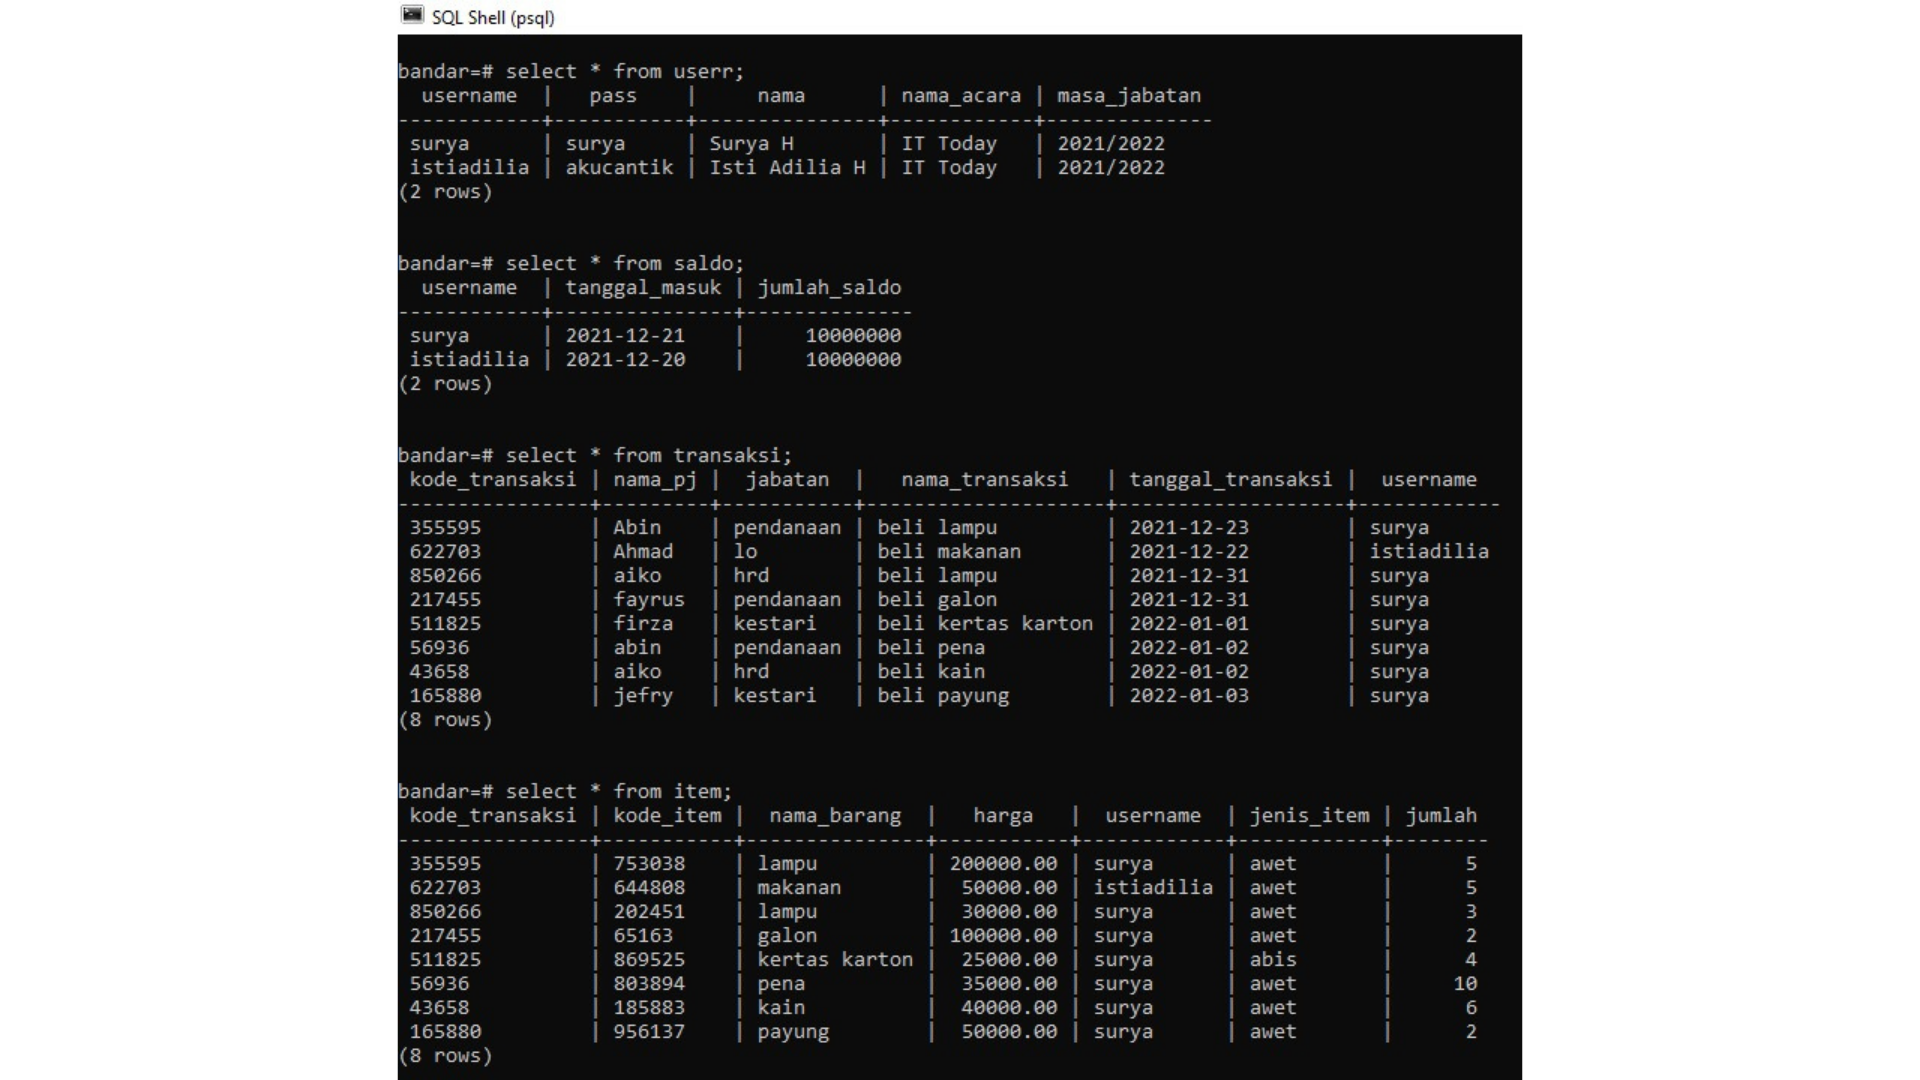 SQL Shell (psql)
bandar=# select * from userr;
  username  |   pass    |     nama      | nama_acara | masa_jabatan
------------+-----------+---------------+------------+--------------
 surya      | surya     | Surya H       | IT Today   | 2021/2022
 istiadilia | akucantik | Isti Adilia H | IT Today   | 2021/2022
(2 rows)
bandar=# select * from saldo;
  username  | tanggal_masuk | jumlah_saldo
------------+---------------+--------------
 surya      | 2021-12-21    |     10000000
 istiadilia | 2021-12-20    |     10000000
(2 rows)
bandar=# select * from transaksi;
 kode_transaksi | nama_pj |  jabatan  |   nama_transaksi   | tanggal_transaksi |  username
----------------+---------+-----------+--------------------+-------------------+------------
 355595         | Abin    | pendanaan | beli lampu         | 2021-12-23        | surya
 622703         | Ahmad   | lo        | beli makanan       | 2021-12-22        | istiadilia
 850266         | aiko    | hrd       | beli lampu         | 2021-12-31        | surya
 217455         | fayrus  | pendanaan | beli galon         | 2021-12-31        | surya
 511825         | firza   | kestari   | beli kertas karton | 2022-01-01        | surya
 56936          | abin    | pendanaan | beli pena          | 2022-01-02        | surya
 43658          | aiko    | hrd       | beli kain          | 2022-01-02        | surya
 165880         | jefry   | kestari   | beli payung        | 2022-01-03        | surya
(8 rows)
bandar=# select * from item;
 kode_transaksi | kode_item |  nama_barang  |   harga   |  username  | jenis_item | jumlah
----------------+-----------+---------------+-----------+------------+------------+--------
 355595         | 753038    | lampu         | 200000.00 | surya      | awet       |      5
 622703         | 644808    | makanan       |  50000.00 | istiadilia | awet       |      5
 850266         | 202451    | lampu         |  30000.00 | surya      | awet       |      3
 217455         | 65163     | galon         | 100000.00 | surya      | awet       |      2
 511825         | 869525    | kertas karton |  25000.00 | surya      | abis       |      4
 56936          | 803894    | pena          |  35000.00 | surya      | awet       |     10
 43658          | 185883    | kain          |  40000.00 | surya      | awet       |      6
 165880         | 956137    | payung        |  50000.00 | surya      | awet       |      2
(8 rows)